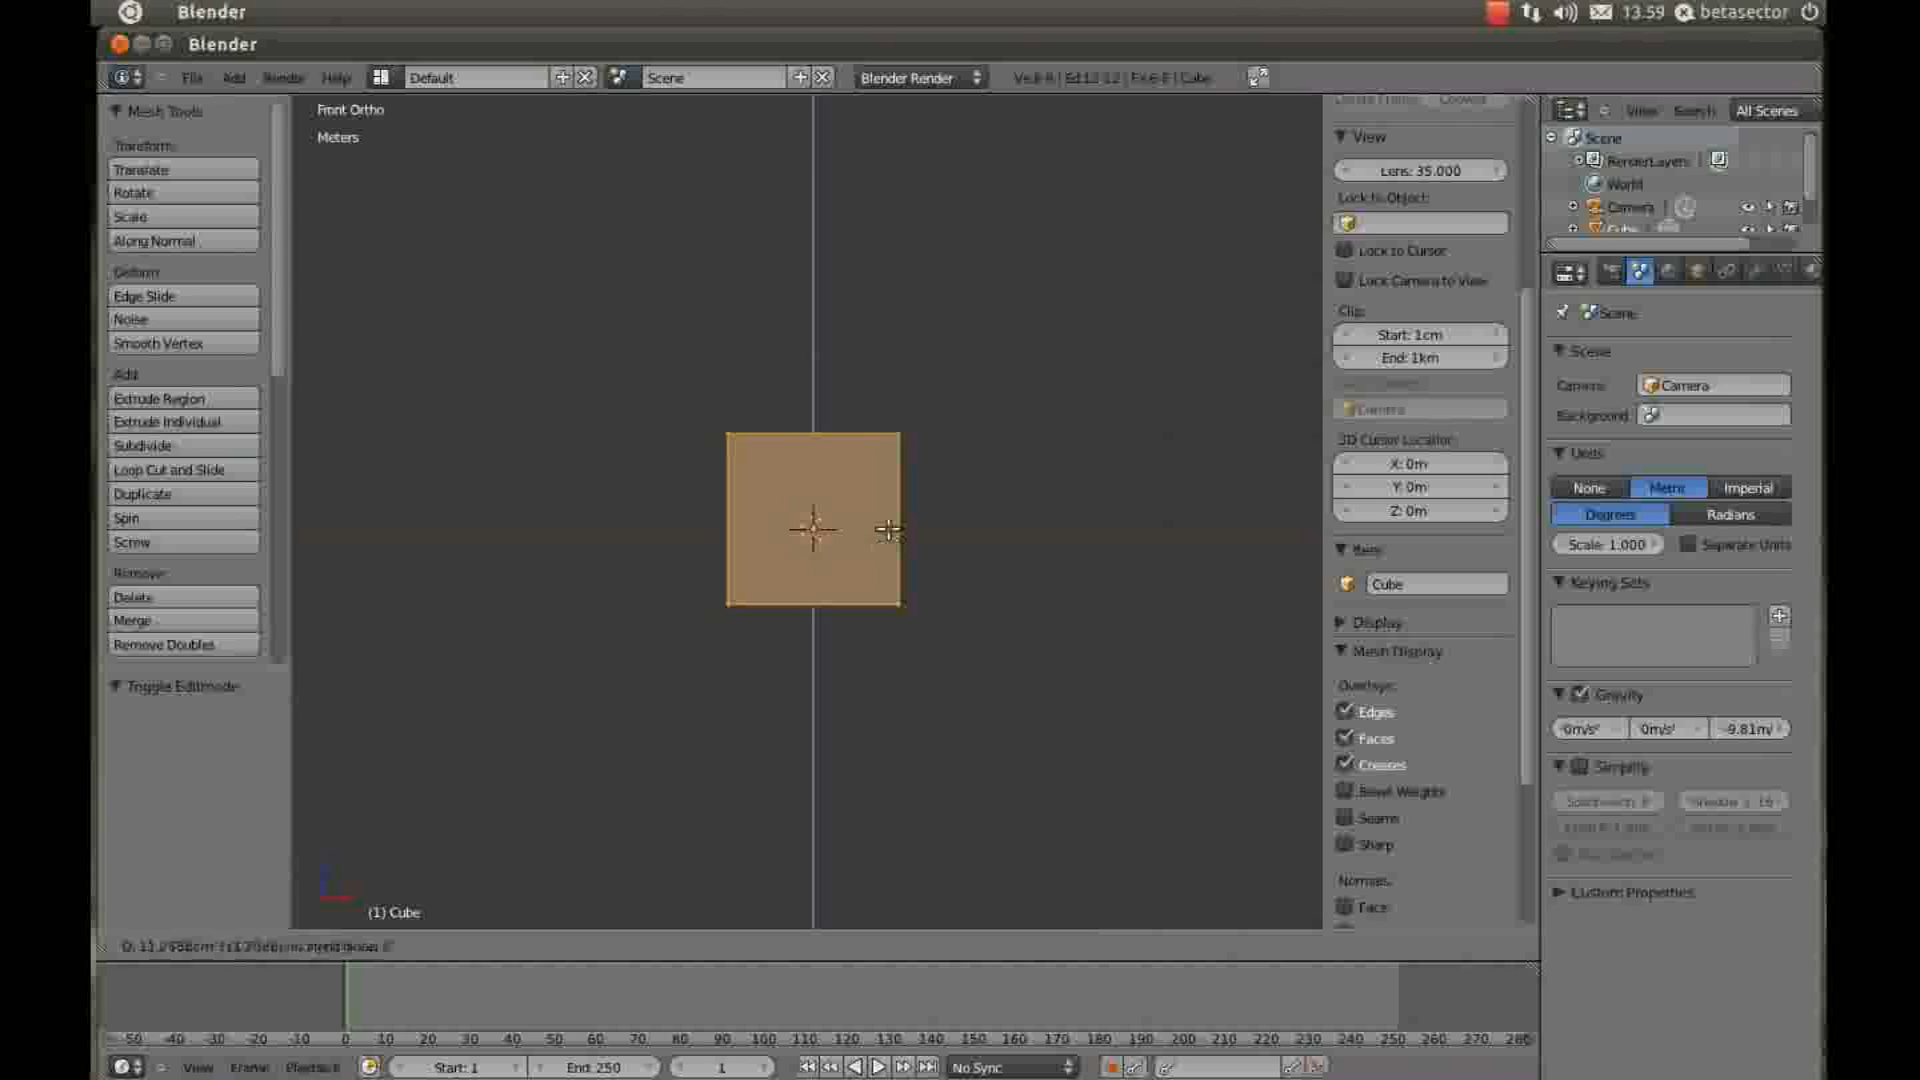 Blender
13.59 betasector
Blender
File Add Render Help Default Scene Blender Render
Mesh Tools
Transform:
Translate
Rotate
Scale
Along Normal
Deform:
Edge Slide
Noise
Smooth Vertex
Add:
Extrude Region
Extrude Individual
Subdivide
Loop Cut and Slide
Duplicate
Spin
Screw
Remove:
Delete
Merge
Remove Doubles
Toggle Editmode
Front Ortho
Meters
(1) Cube
View
Lens: 35.000
Lock to Object:
Lock to Cursor
Lock Camera to View
Clip:
Start: 1cm
End: 1km
Camera
3D Cursor Location:
X: 0m
Y: 0m
Z: 0m
Item
Cube
Display
Mesh Display
Overlays:
Edges
Faces
Creases
Bevel Weights
Seams
Sharp
Normals:
Face
View Search All Scenes
Scene
RenderLayers
World
Camera
Cube
Scene
Scene
Camera: Camera
Background:
Units
None Metric Imperial
Degrees Radians
Scale: 1.000 Separate Units
Keying Sets
Gravity
0m/s² 0m/s² -9.81m/
Simplify
Custom Properties
-50 -40 -30 -20 -10 0 10 20 30 40 50 60 70 80 90 100 110 120 130 140 150 160 170 180 190 200 210 220 230 240 250 260 270 280
View Frame Playback Start: 1 End: 250 1 No Sync